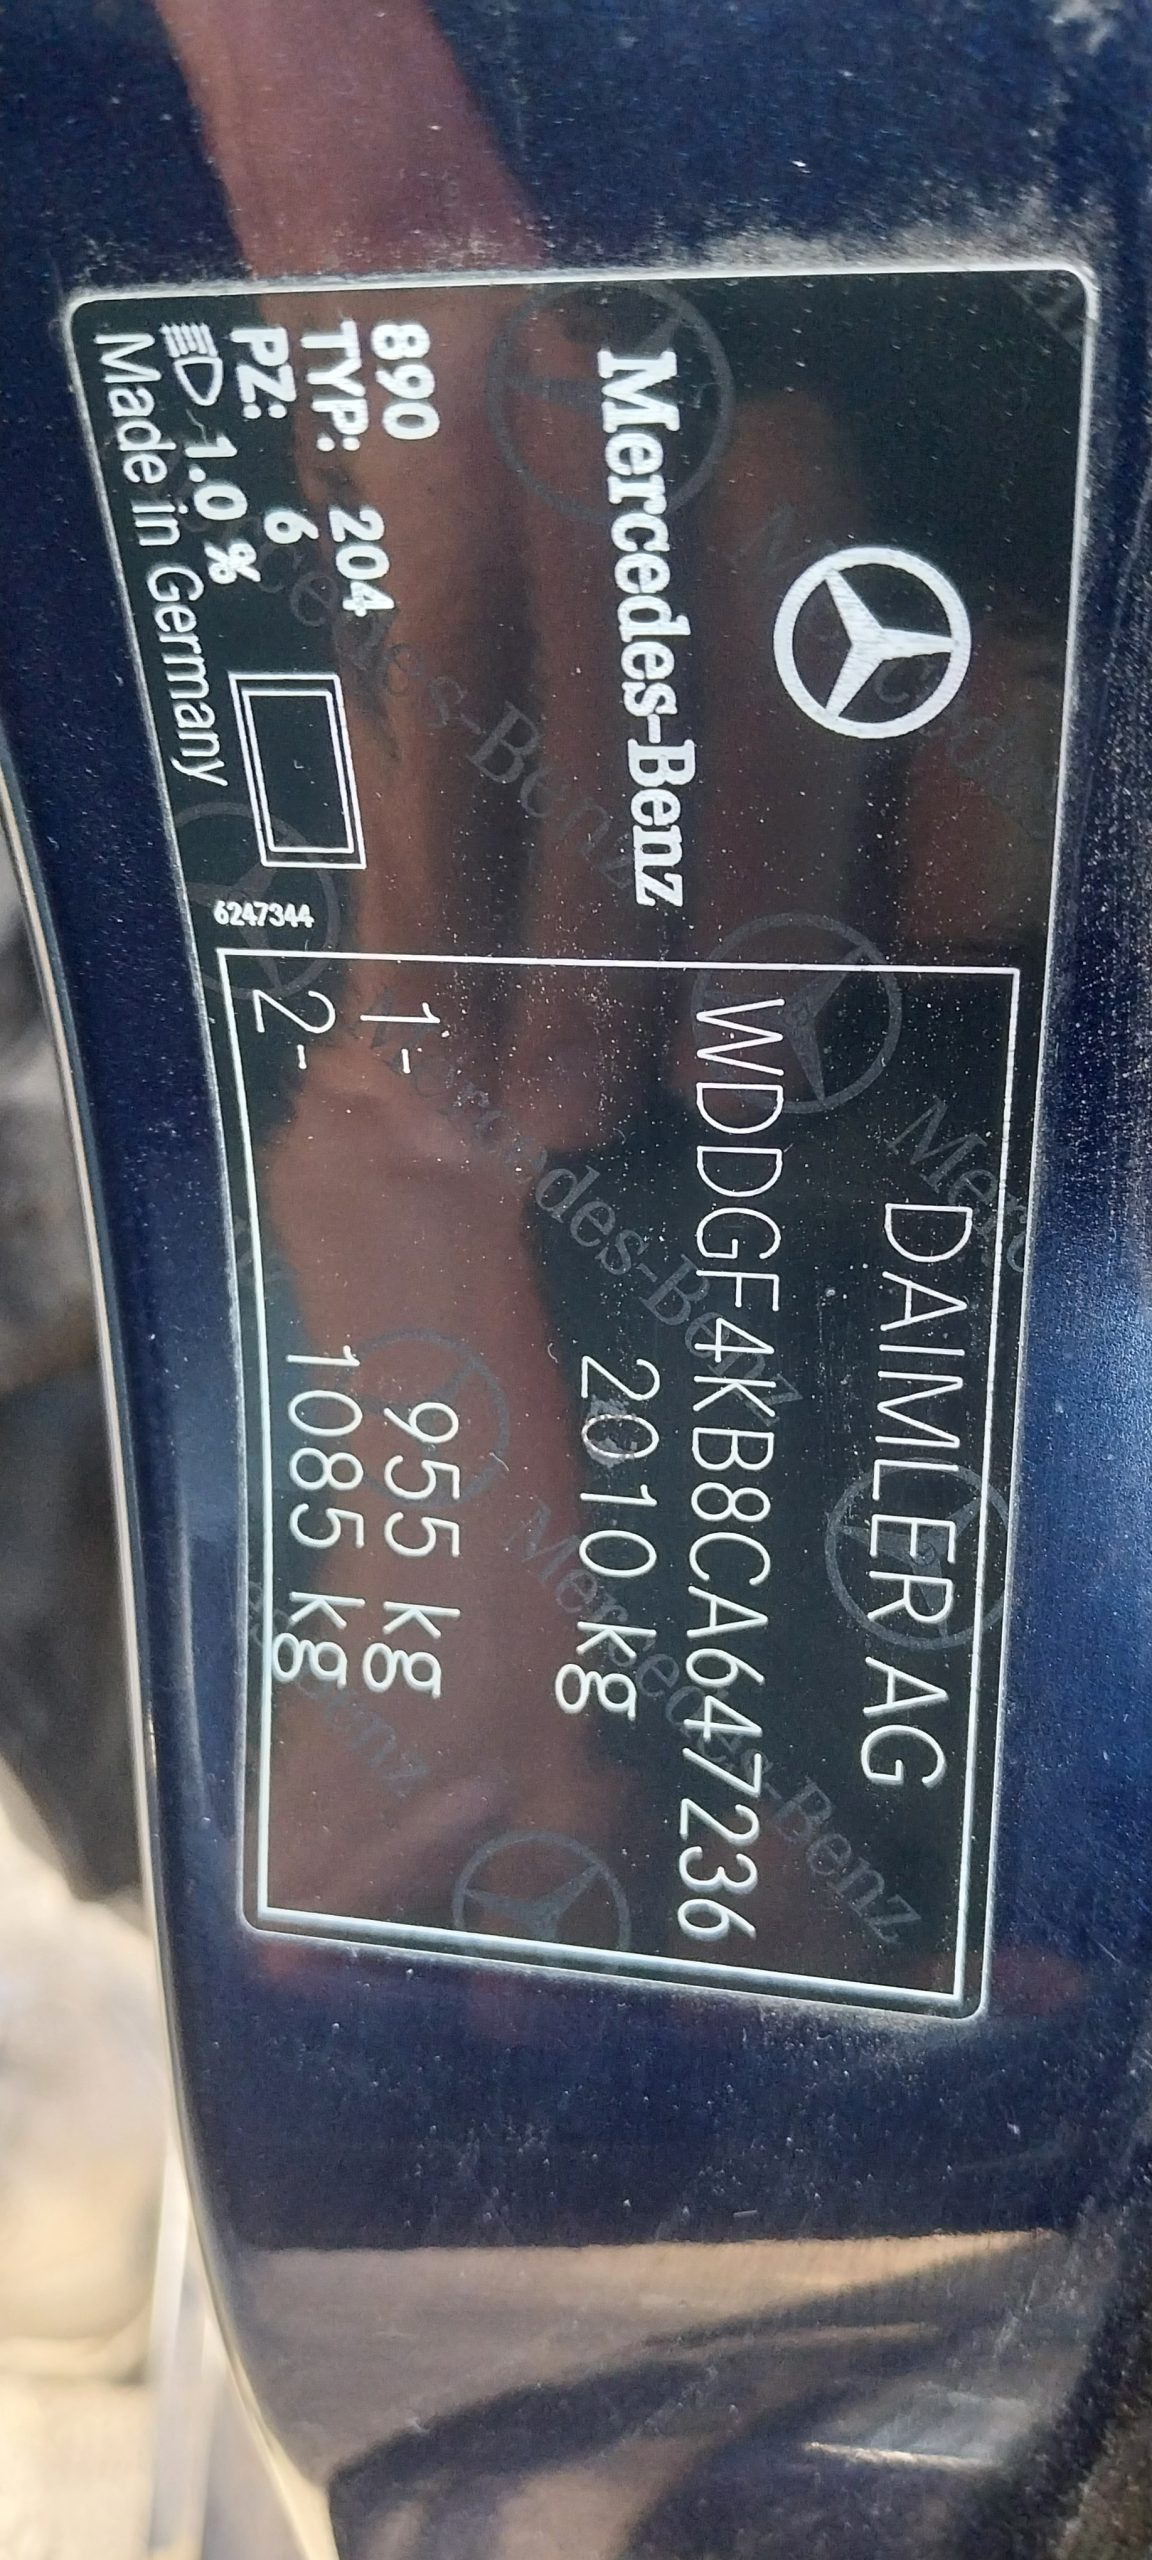 Mercedes-Benz
890
TYP: 204
PZ: 6
1.0 %
Made in Germany
6247344
DAIMLER AG
WDDGF4KB8CA647236
2010 kg
1- 955 kg
2- 1085 kg